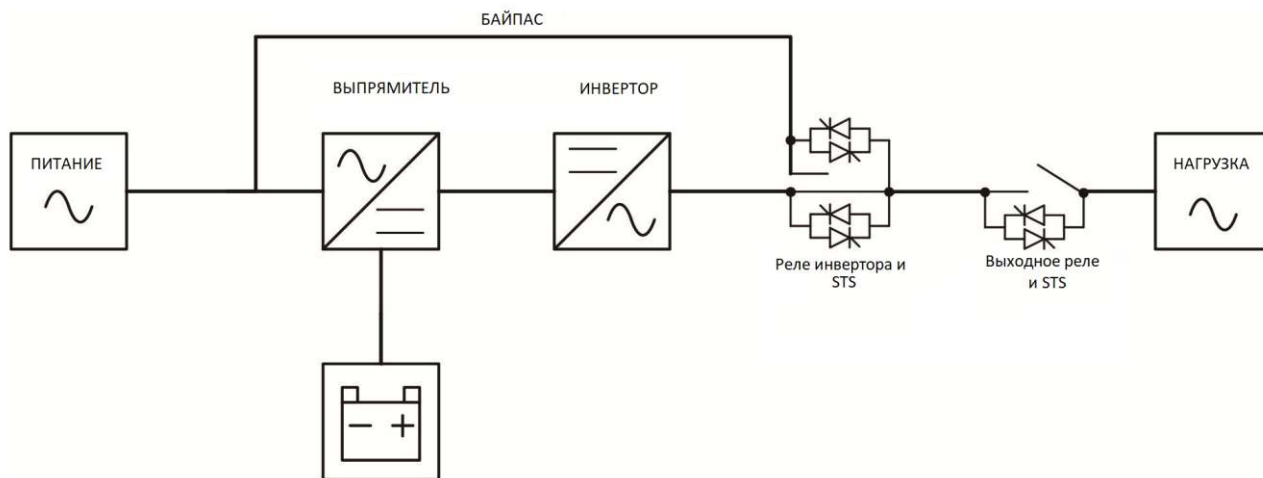 БАЙПАС
ВЫПРЯМИТЕЛЬ
ИНВЕРТОР
ПИТАНИЕ
НАГРУЗКА
Реле инвертора и
STS
Выходное реле
и STS